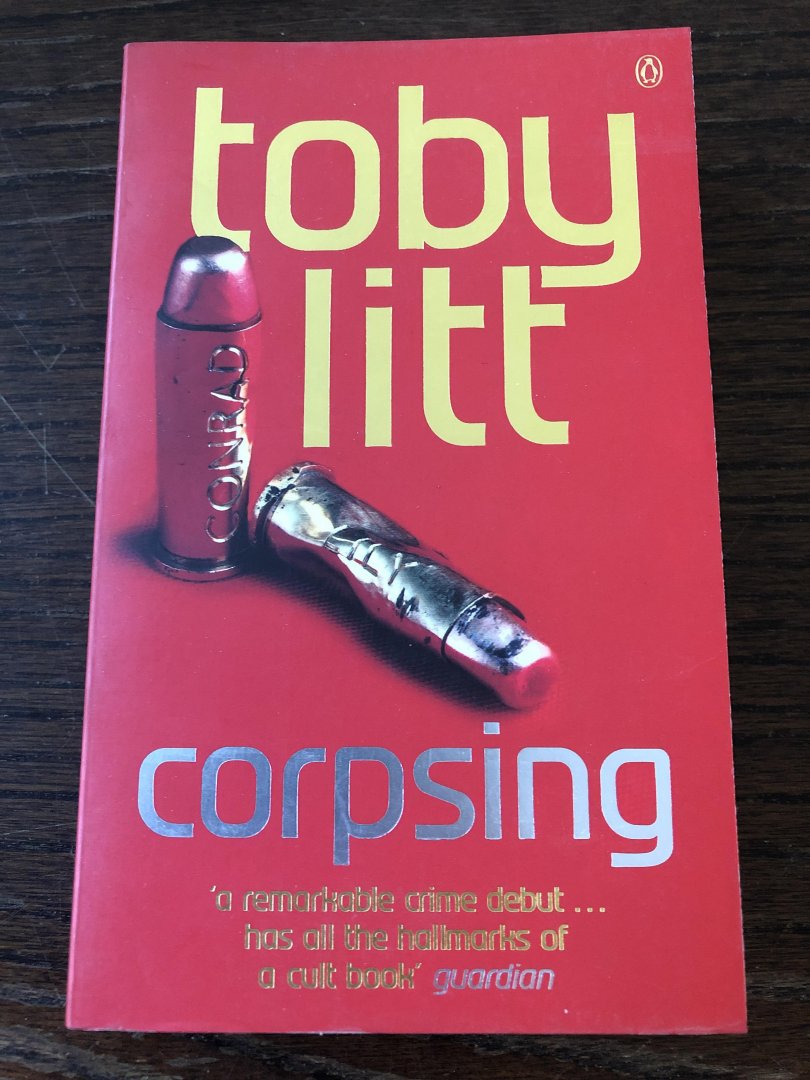 toby
litt
CONRAD
corpsing
'a remarkable crime debut...
has all the hallmarks of
a cult book' guardian